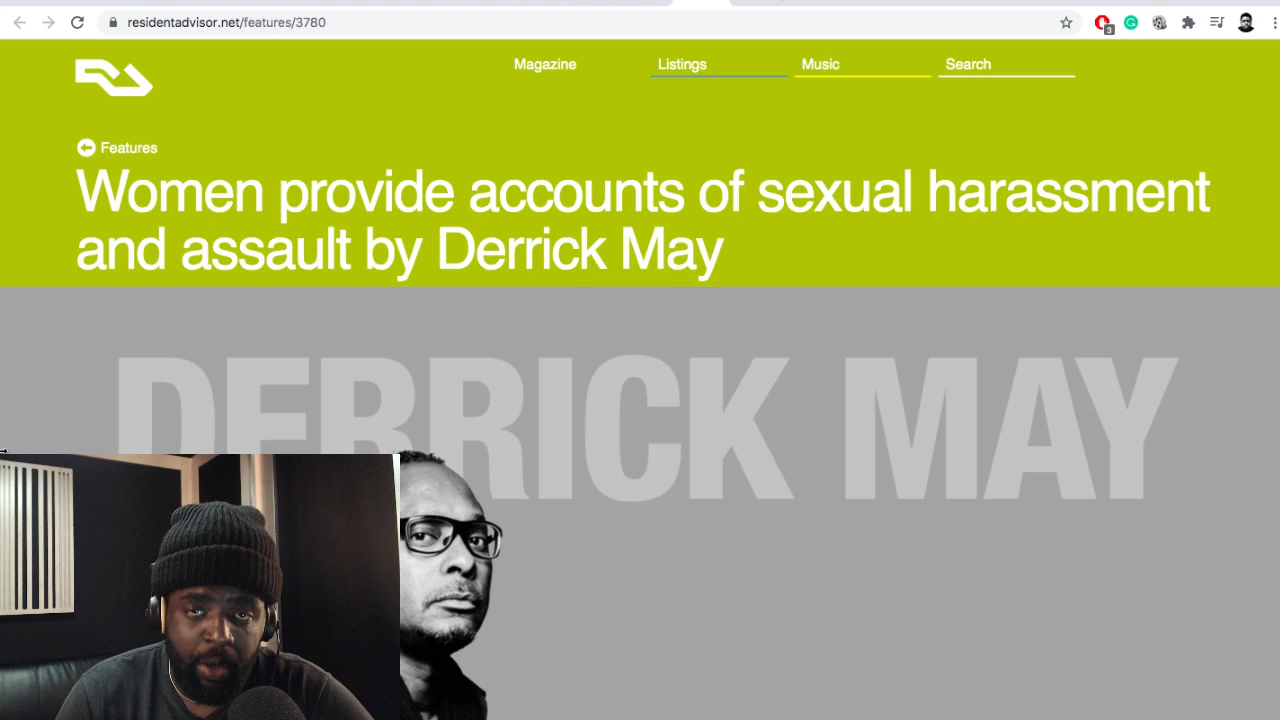 residentadvisor.net/features/3780
3
Magazine
Listings
Music
Search
Features
Women provide accounts of sexual harassment
and assault by Derrick May
DERRICK MAY